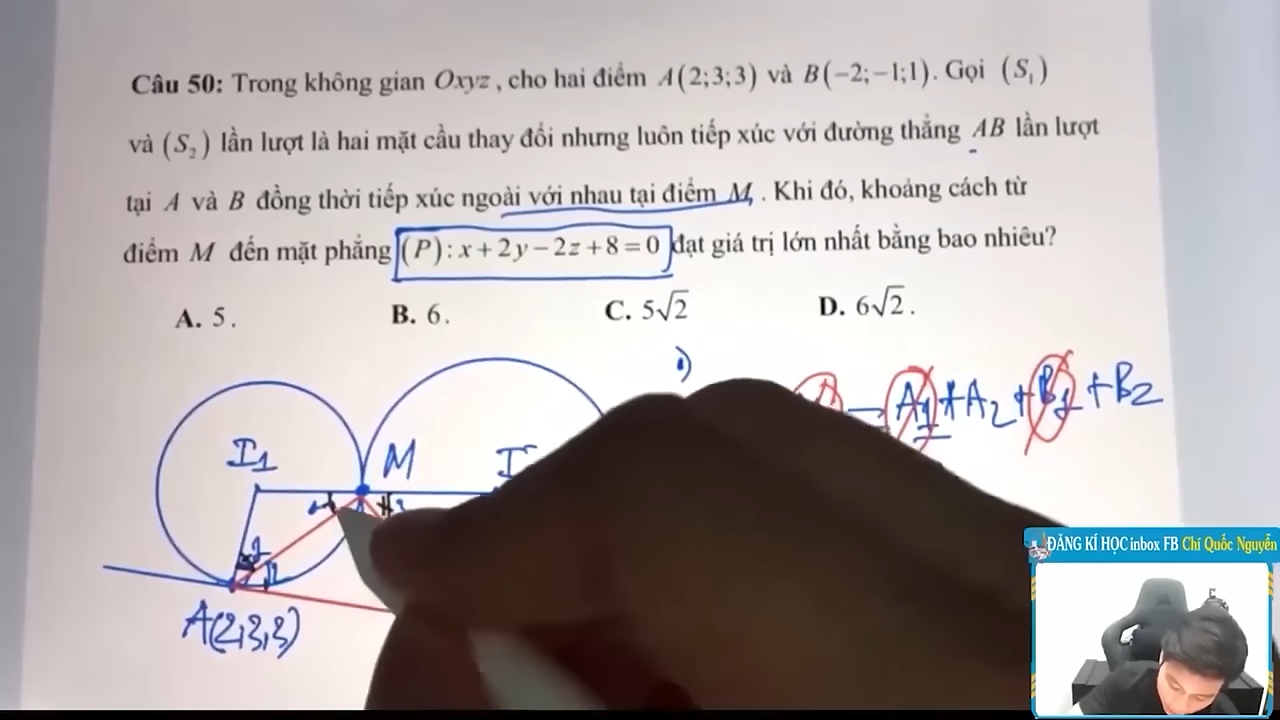 Câu 50: Trong không gian Oxyz, cho hai điểm A(2;3;3) và B(−2;−1;1). Gọi (S₁)
và (S₂) lần lượt là hai mặt cầu thay đổi nhưng luôn tiếp xúc với đường thẳng AB lần lượt
tại A và B đồng thời tiếp xúc ngoài với nhau tại điểm M. Khi đó, khoảng cách từ
điểm M đến mặt phẳng (P): x+2y−2z+8=0 đạt giá trị lớn nhất bằng bao nhiêu?
A. 5. B. 6. C. 5√2 D. 6√2.
A₁ + A₂ + B₁ + B₂
I₁ M I
A(2,3,3)
ĐĂNG KÍ HỌC inbox FB Chí Quốc Nguyễn